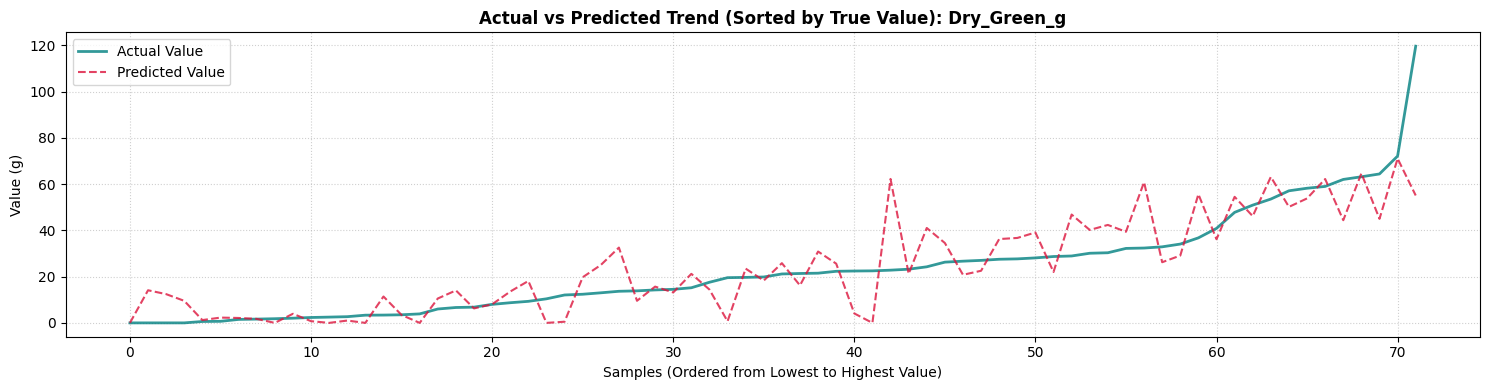 Actual vs Predicted Trend (Sorted by True Value): Dry_Green_g
Actual Value
Predicted Value
120
100
80
60
40
20
0
Value (g)
0 10 20 30 40 50 60 70
Samples (Ordered from Lowest to Highest Value)